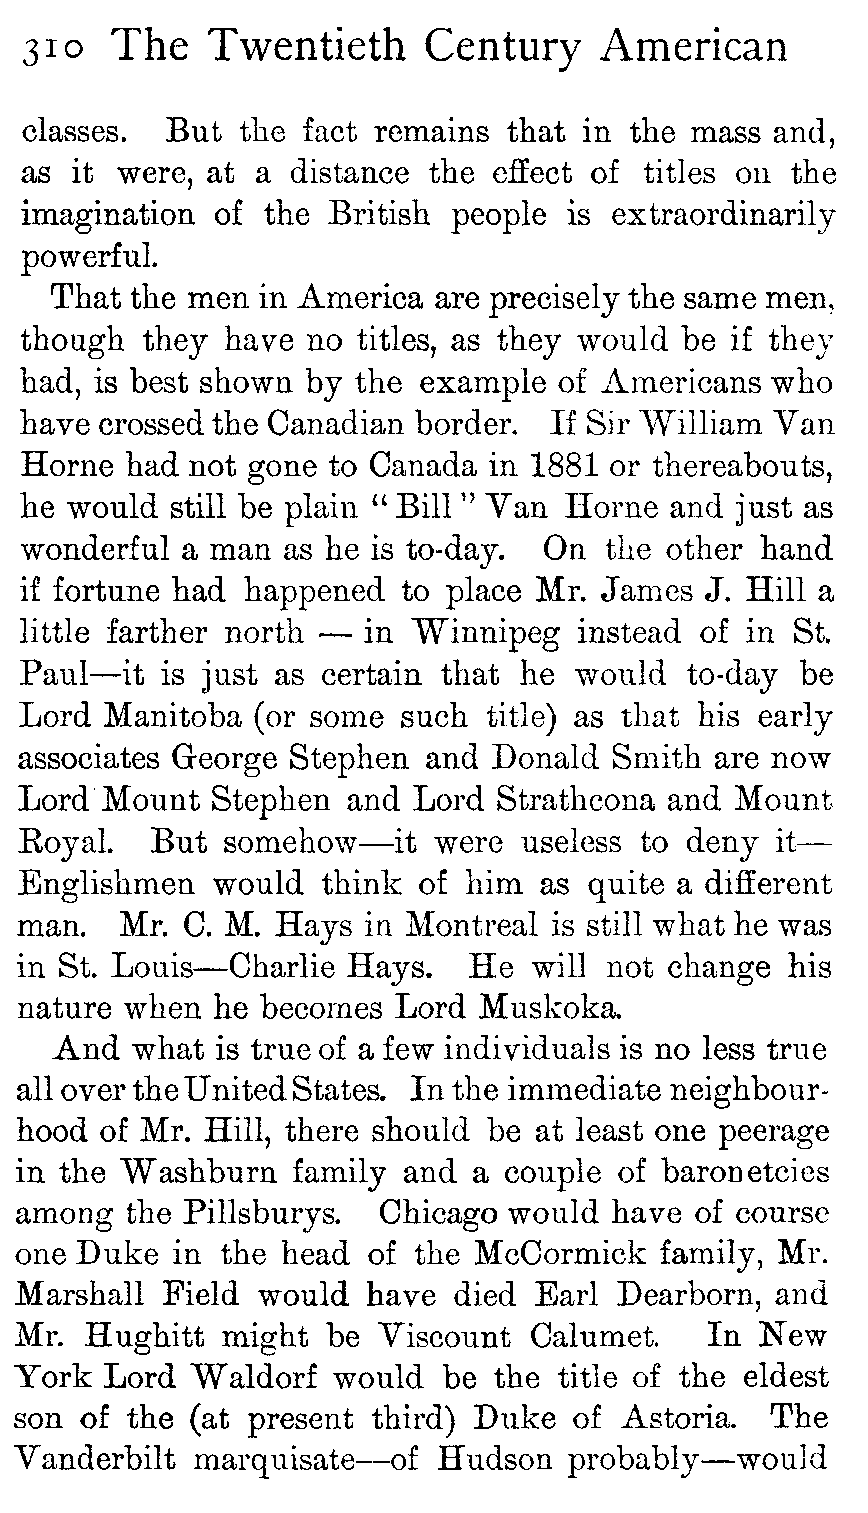 310 The Twentieth Century American
classes. But the fact remains that in the mass and,
as it were, at a distance the effect of titles on the
imagination of the British people is extraordinarily
powerful.
That the men in America are precisely the same men,
though they have no titles, as they would be if they
had, is best shown by the example of Americans who
have crossed the Canadian border. If Sir William Van
Horne had not gone to Canada in 1881 or thereabouts,
he would still be plain “Bill” Van Horne and just as
wonderful a man as he is to-day. On the other hand
if fortune had happened to place Mr. James J. Hill a
little farther north — in Winnipeg instead of in St.
Paul—it is just as certain that he would to-day be
Lord Manitoba (or some such title) as that his early
associates George Stephen and Donald Smith are now
Lord Mount Stephen and Lord Strathcona and Mount
Royal. But somehow—it were useless to deny it—
Englishmen would think of him as quite a different
man. Mr. C. M. Hays in Montreal is still what he was
in St. Louis—Charlie Hays. He will not change his
nature when he becomes Lord Muskoka.
And what is true of a few individuals is no less true
all over the United States. In the immediate neighbour-
hood of Mr. Hill, there should be at least one peerage
in the Washburn family and a couple of baronetcies
among the Pillsburys. Chicago would have of course
one Duke in the head of the McCormick family, Mr.
Marshall Field would have died Earl Dearborn, and
Mr. Hughitt might be Viscount Calumet. In New
York Lord Waldorf would be the title of the eldest
son of the (at present third) Duke of Astoria. The
Vanderbilt marquisate—of Hudson probably—would